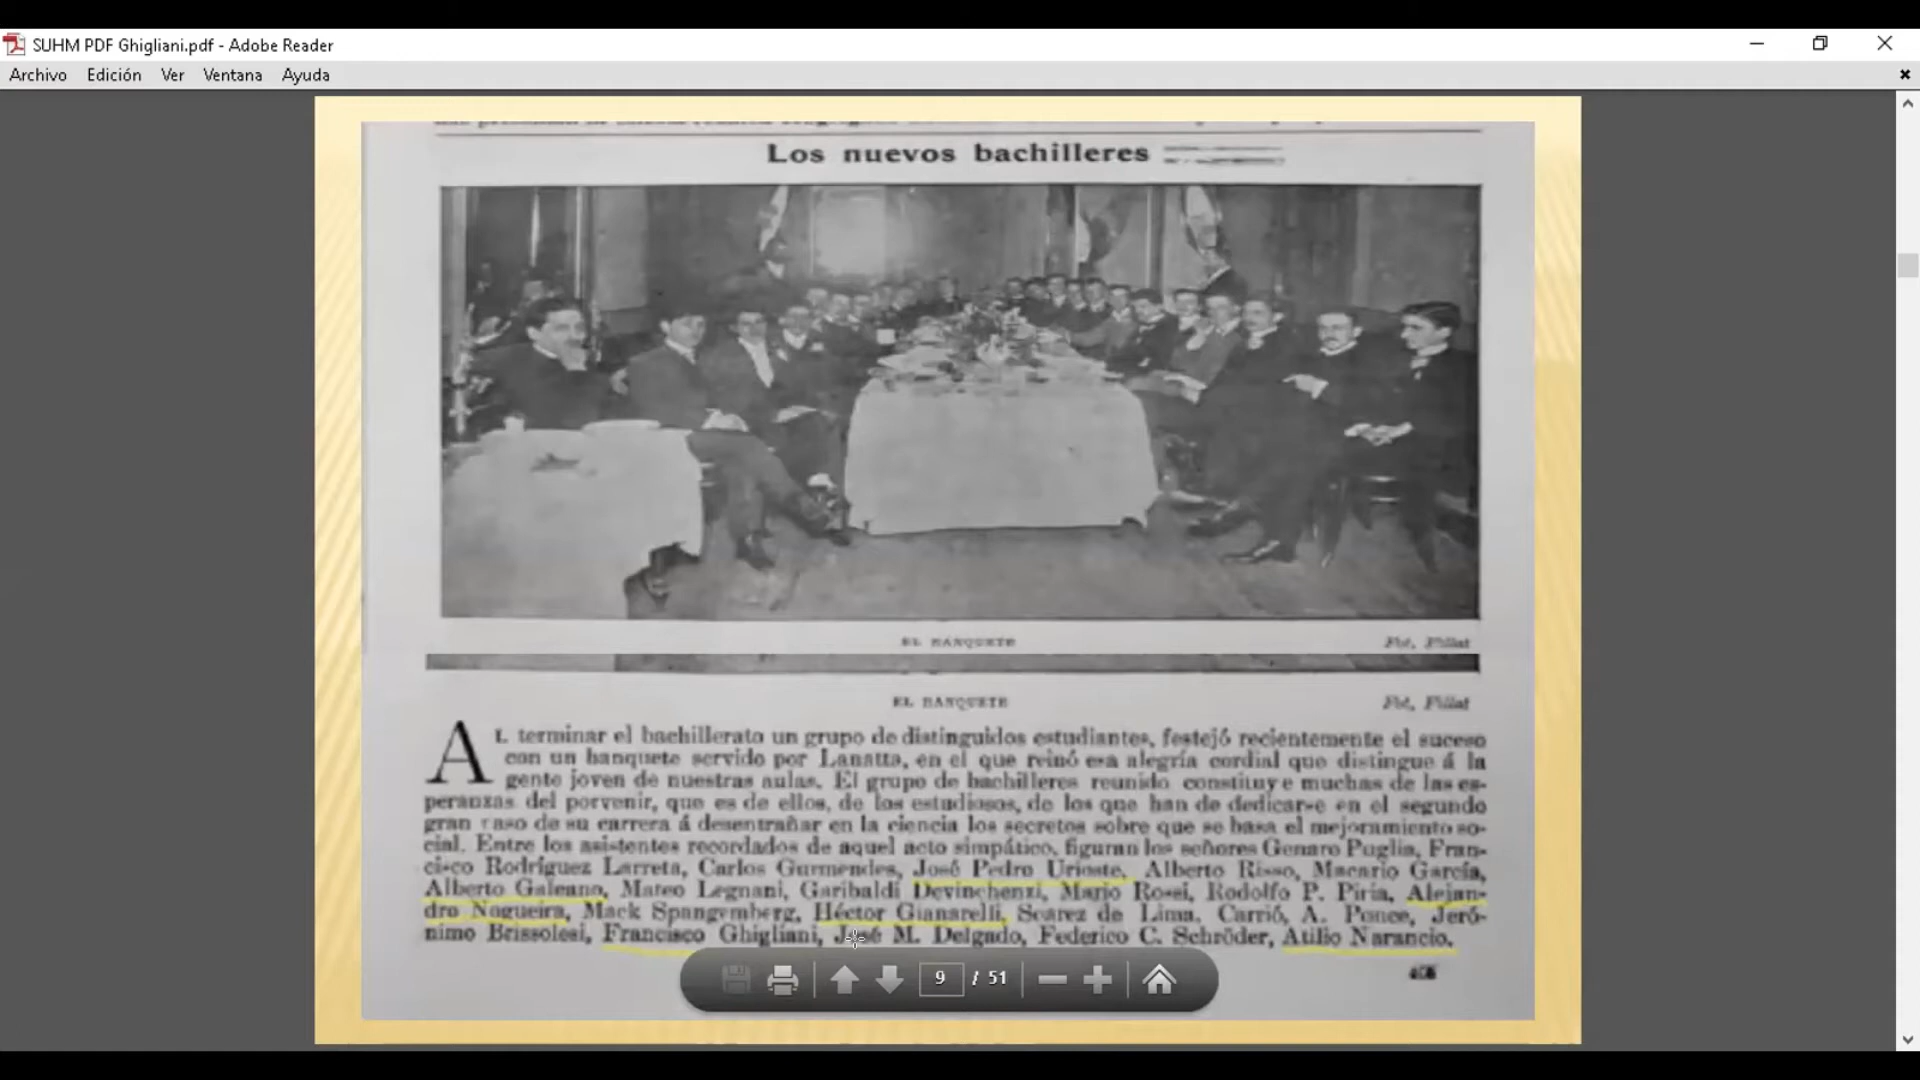 SUHM PDF Ghigliani.pdf - Adobe Reader
Archivo Edición Ver Ventana Ayuda
Los nuevos bachilleres
EL BANQUETE
Fot. Fillat
EL BANQUETE
Fot. Fillat
AL terminar el bachillerato un grupo de distinguidos estudiantes, festejó recientemente el suceso
con un banquete servido por Lanatta, en el que reinó esa alegría cordial que distingue á la
gente joven de nuestras aulas. El grupo de bachilleres reunido constituye muchas de las es-
peranzas del porvenir, que es de ellos, de los estudiosos, de los que han de dedicarse en el segundo
gran paso de su carrera á desentrañar en la ciencia los secretos sobre que se basa el mejoramiento so-
cial. Entre los asistentes recordados de aquel acto simpático, figuran los señores Genaro Puglia, Fran-
cisco Rodríguez Larreta, Carlos Gurmendes, José Pedro Urioste, Alberto Risso, Macario García,
Alberto Galeano, Mateo Legnani, Garibaldi Devinchenzi, Mario Rossi, Rodolfo P. Piria, Alejan-
dro Nogueira, Mack Spangemberg, Héctor Gianarelli, Soarez de Lima, Carrió, A. Ponce, Jeró-
nimo Brissolesi, Francisco Ghigliani, José M. Delgado, Federico C. Schröder, Atilio Narancio.
9 / 51